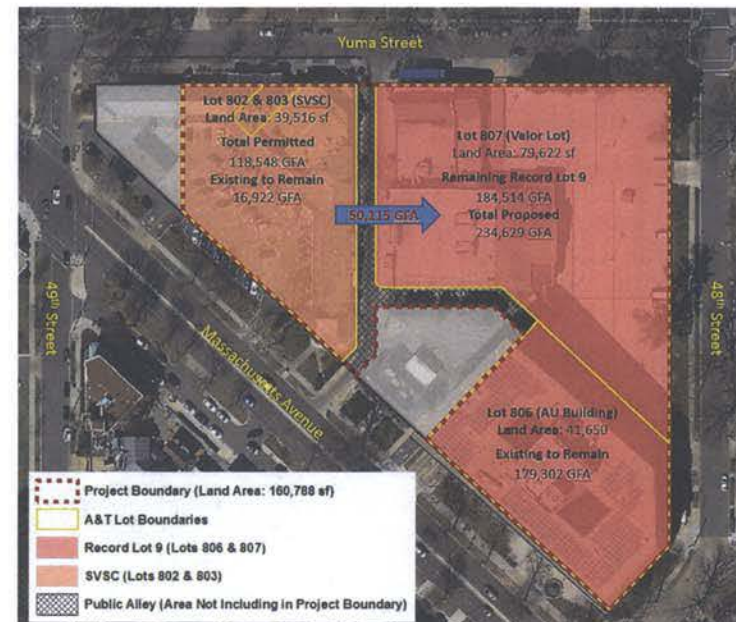 Yuma Street
Lot 802 & 803 (SVSC)
Land Area: 39,516 sf
Total Permitted
118,548 GFA
Existing to Remain
16,922 GFA
50,115 GFA
Lot 807 (Valor Lot)
Land Area: 79,622 sf
Remaining Record Lot 9
184,514 GFA
Total Proposed
234,629 GFA
49th Street
48th Street
Massachusetts Avenue
Lot 806 (AU Building)
Land Area: 41,650
Existing to Remain
179,302 GFA
Project Boundary (Land Area: 160,788 sf)
A&T Lot Boundaries
Record Lot 9 (Lots 806 & 807)
SVSC (Lots 802 & 803)
Public Alley (Area Not Including in Project Boundary)